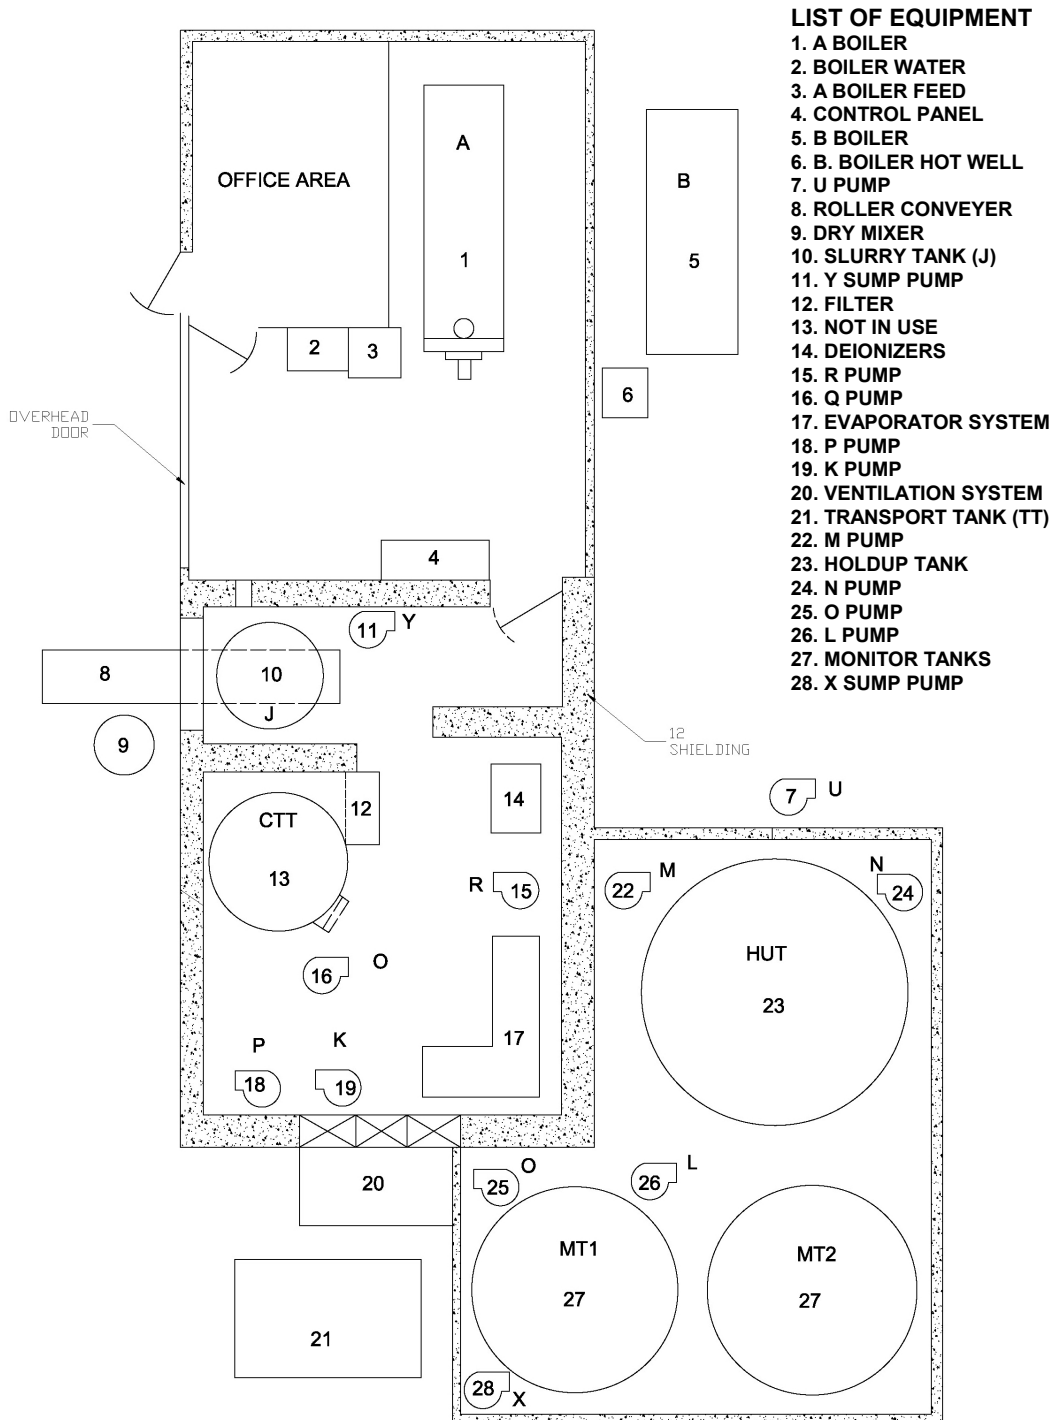 LIST OF EQUIPMENT
1. A BOILER
2. BOILER WATER
3. A BOILER FEED
4. CONTROL PANEL
5. B BOILER
6. B. BOILER HOT WELL
7. U PUMP
8. ROLLER CONVEYER
9. DRY MIXER
10. SLURRY TANK (J)
11. Y SUMP PUMP
12. FILTER
13. NOT IN USE
14. DEIONIZERS
15. R PUMP
16. Q PUMP
17. EVAPORATOR SYSTEM
18. P PUMP
19. K PUMP
20. VENTILATION SYSTEM
21. TRANSPORT TANK (TT)
22. M PUMP
23. HOLDUP TANK
24. N PUMP
25. O PUMP
26. L PUMP
27. MONITOR TANKS
28. X SUMP PUMP
A
OFFICE AREA
B
1
5
2
3
6
OVERHEAD
DOOR
4
11
Y
8
10
J
9
12
SHIELDING
7
U
CTT
12
14
13
R
15
M
22
N
24
16
O
HUT
23
17
P
K
18
19
20
O
25
L
26
MT1
27
MT2
27
21
28
X